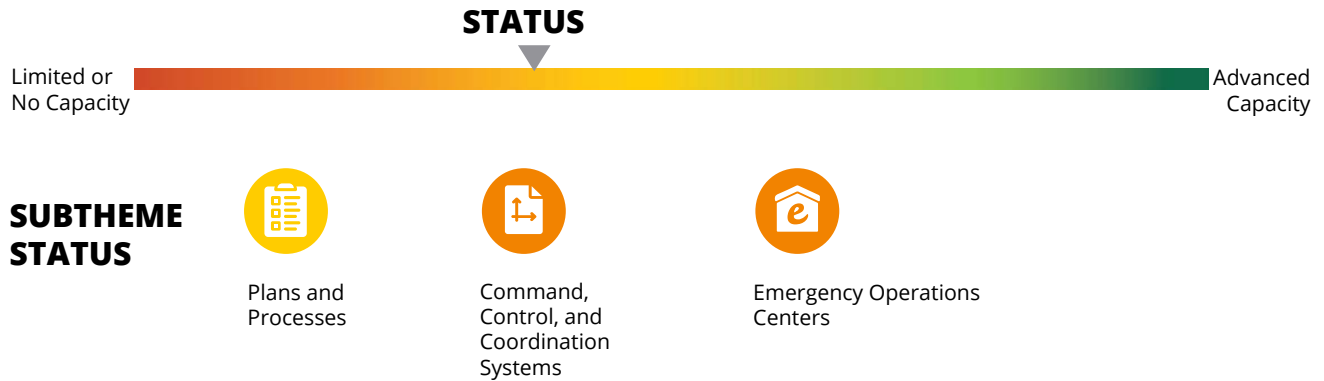 STATUS
Limited or
No Capacity
Advanced
Capacity
SUBTHEME
STATUS
Plans and
Processes
Command,
Control, and
Coordination
Systems
e
Emergency Operations
Centers